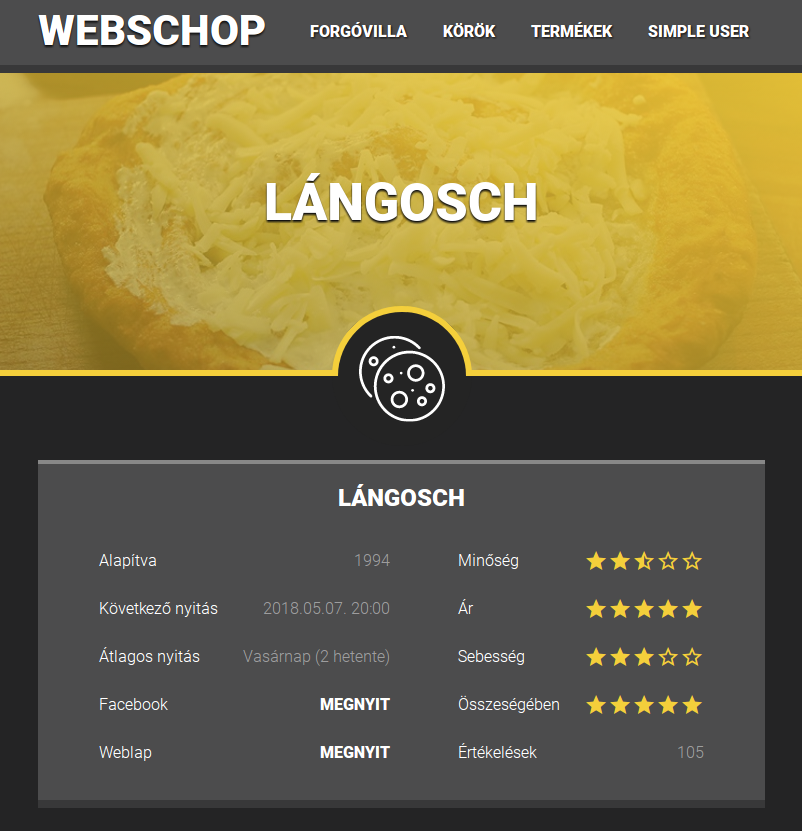 WEBSCHOP FORGÓVILLA KÖRÖK TERMÉKEK SIMPLE USER
LÁNGOSCH
LÁNGOSCH
Alapítva 1994
Következő nyitás 2018.05.07. 20:00
Átlagos nyitás Vasárnap (2 hetente)
Facebook MEGNYIT
Weblap MEGNYIT
Minőség
Ár
Sebesség
Összeségében
Értékelések 105